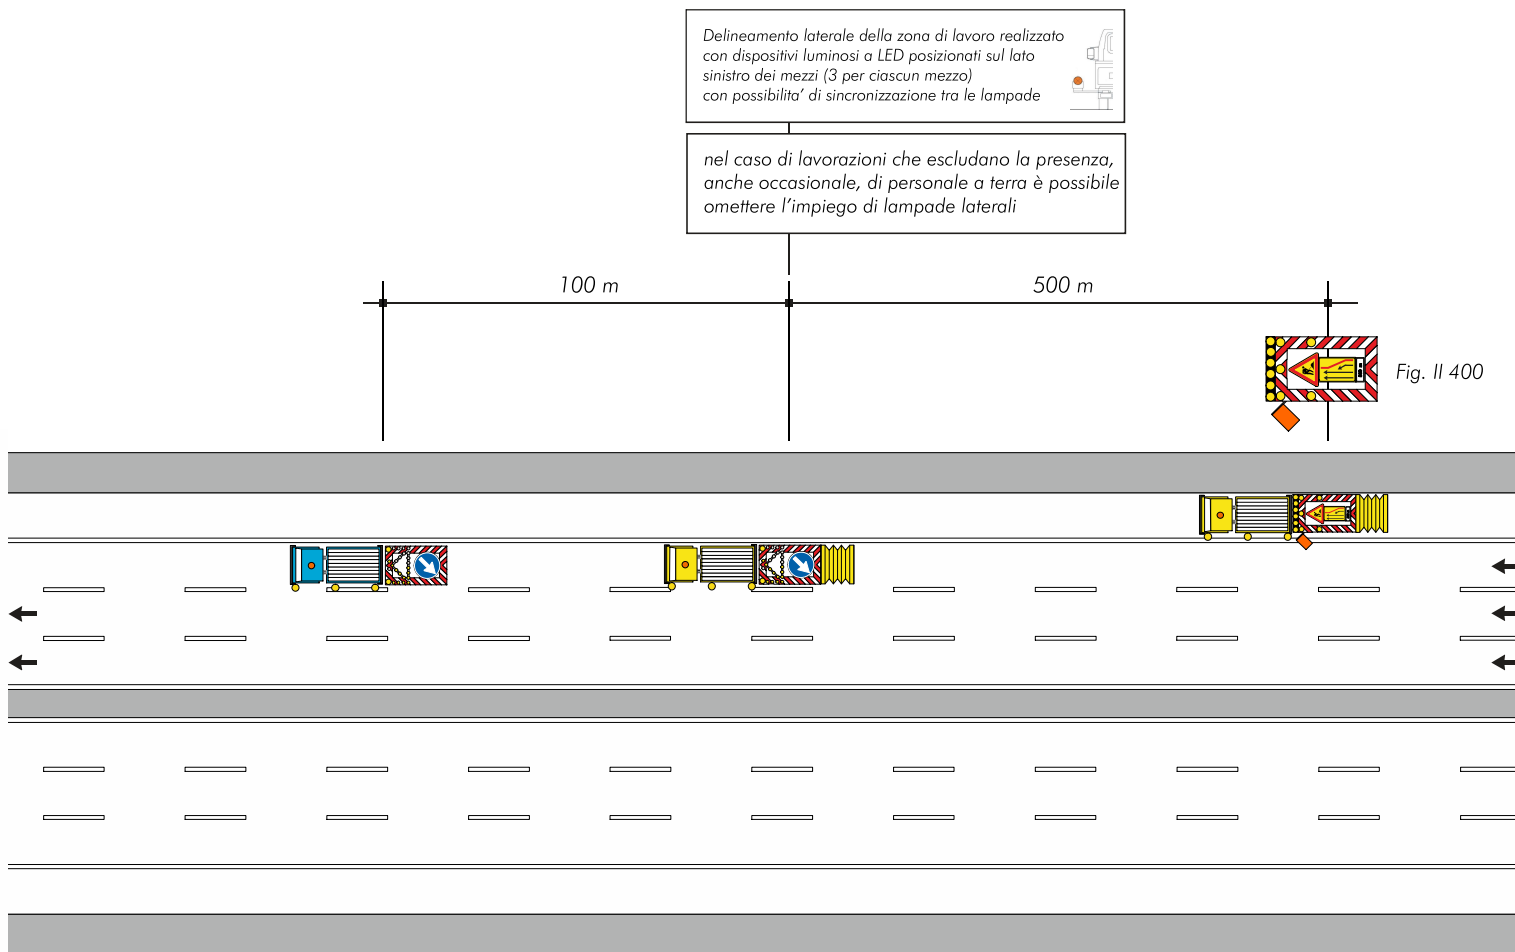 Delineamento laterale della zona di lavoro realizzato
con dispositivi luminosi a LED posizionati sul lato
sinistro dei mezzi (3 per ciascun mezzo)
con possibilita’ di sincronizzazione tra le lampade
nel caso di lavorazioni che escludano la presenza,
anche occasionale, di personale a terra è possibile
omettere l’impiego di lampade laterali
100 m
500 m
Fig. II 400